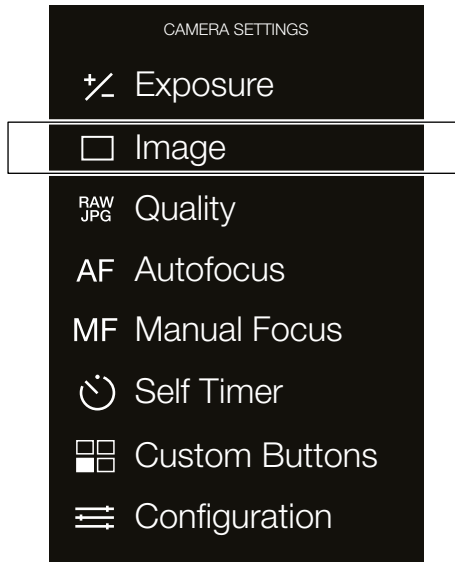 CAMERA SETTINGS
Exposure
Image
RAW JPG Quality
AF Autofocus
MF Manual Focus
Self Timer
Custom Buttons
Configuration